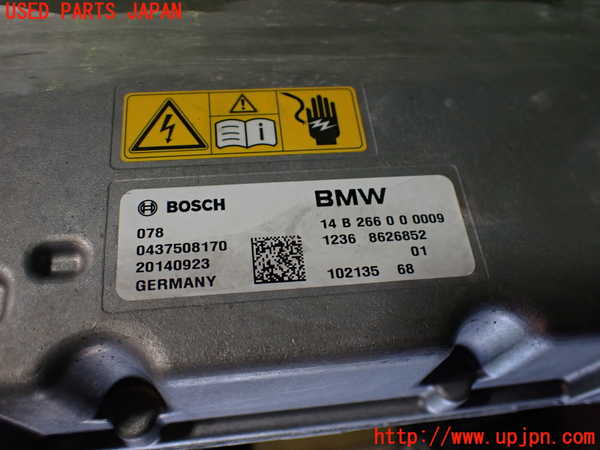 USED PARTS JAPAN
BOSCH
BMW
078
14 B 266 0 0 0009
0437508170
1236 8626852
20140923
01
GERMANY
102135 68
http://www.upjpn.com/